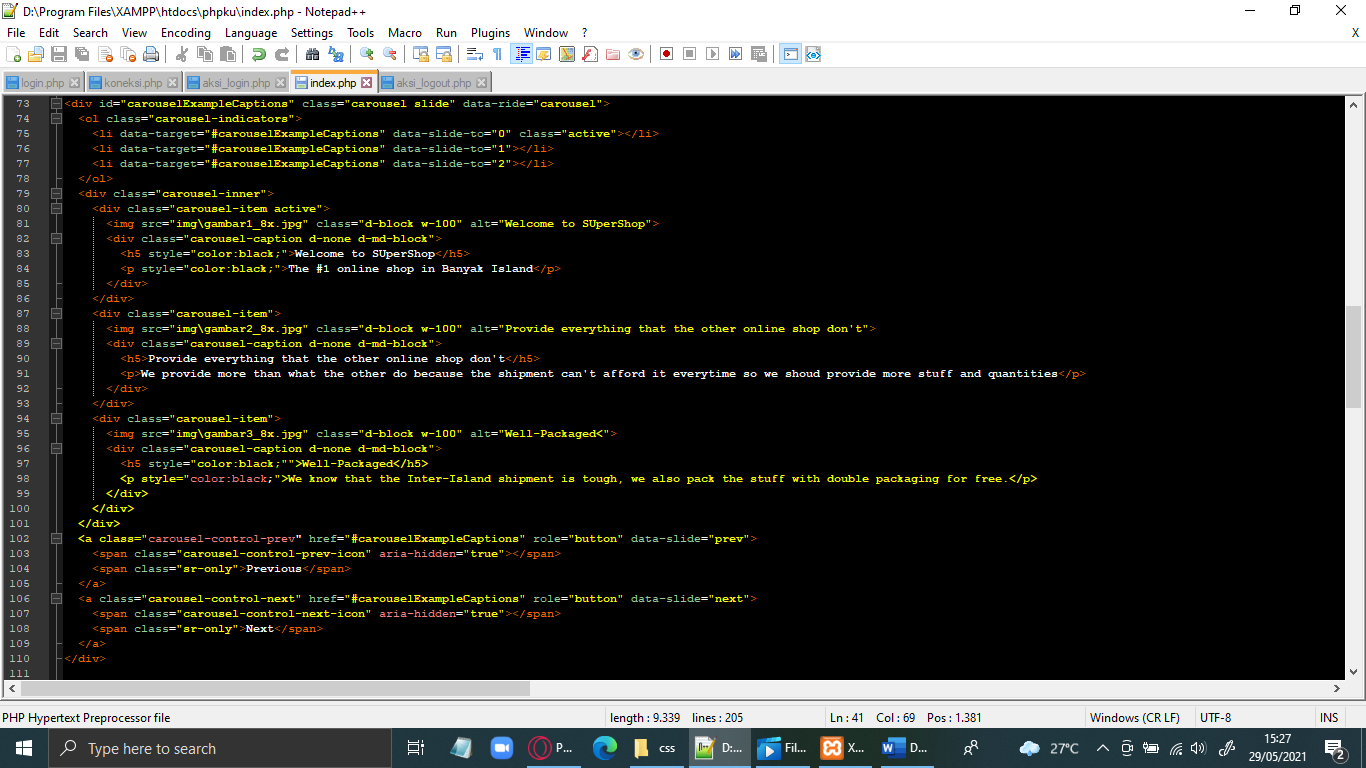 D:\Program Files\XAMPP\htdocs\phpku\index.php - Notepad++
File Edit Search View Encoding Language Settings Tools Macro Run Plugins Window ? X
login.php koneksi.php aksi_login.php index.php aksi_logout.php
73 <div id="carouselExampleCaptions" class="carousel slide" data-ride="carousel">
74 <ol class="carousel-indicators">
75 <li data-target="#carouselExampleCaptions" data-slide-to="0" class="active"></li>
76 <li data-target="#carouselExampleCaptions" data-slide-to="1"></li>
77 <li data-target="#carouselExampleCaptions" data-slide-to="2"></li>
78 </ol>
79 <div class="carousel-inner">
80 <div class="carousel-item active">
81 <img src="img\gambar1_8x.jpg" class="d-block w-100" alt="Welcome to SUperShop">
82 <div class="carousel-caption d-none d-md-block">
83 <h5 style="color:black;">Welcome to SUperShop</h5>
84 <p style="color:black;">The #1 online shop in Banyak Island</p>
85 </div>
86 </div>
87 <div class="carousel-item">
88 <img src="img\gambar2_8x.jpg" class="d-block w-100" alt="Provide everything that the other online shop don't">
89 <div class="carousel-caption d-none d-md-block">
90 <h5>Provide everything that the other online shop don't</h5>
91 <p>We provide more than what the other do because the shipment can't afford it everytime so we shoud provide more stuff and quantities</p>
92 </div>
93 </div>
94 <div class="carousel-item">
95 <img src="img\gambar3_8x.jpg" class="d-block w-100" alt="Well-Packaged<">
96 <div class="carousel-caption d-none d-md-block">
97 <h5 style="color:black;"">Well-Packaged</h5>
98 <p style="color:black;">We know that the Inter-Island shipment is tough, we also pack the stuff with double packaging for free.</p>
99 </div>
100 </div>
101 </div>
102 <a class="carousel-control-prev" href="#carouselExampleCaptions" role="button" data-slide="prev">
103 <span class="carousel-control-prev-icon" aria-hidden="true"></span>
104 <span class="sr-only">Previous</span>
105 </a>
106 <a class="carousel-control-next" href="#carouselExampleCaptions" role="button" data-slide="next">
107 <span class="carousel-control-next-icon" aria-hidden="true"></span>
108 <span class="sr-only">Next</span>
109 </a>
110 </div>
111
PHP Hypertext Preprocessor file length : 9.339 lines : 205 Ln : 41 Col : 69 Pos : 1.381 Windows (CR LF) UTF-8 INS
Type here to search P... css D:... Fil... X... D... 27°C 15:27
29/05/2021 2